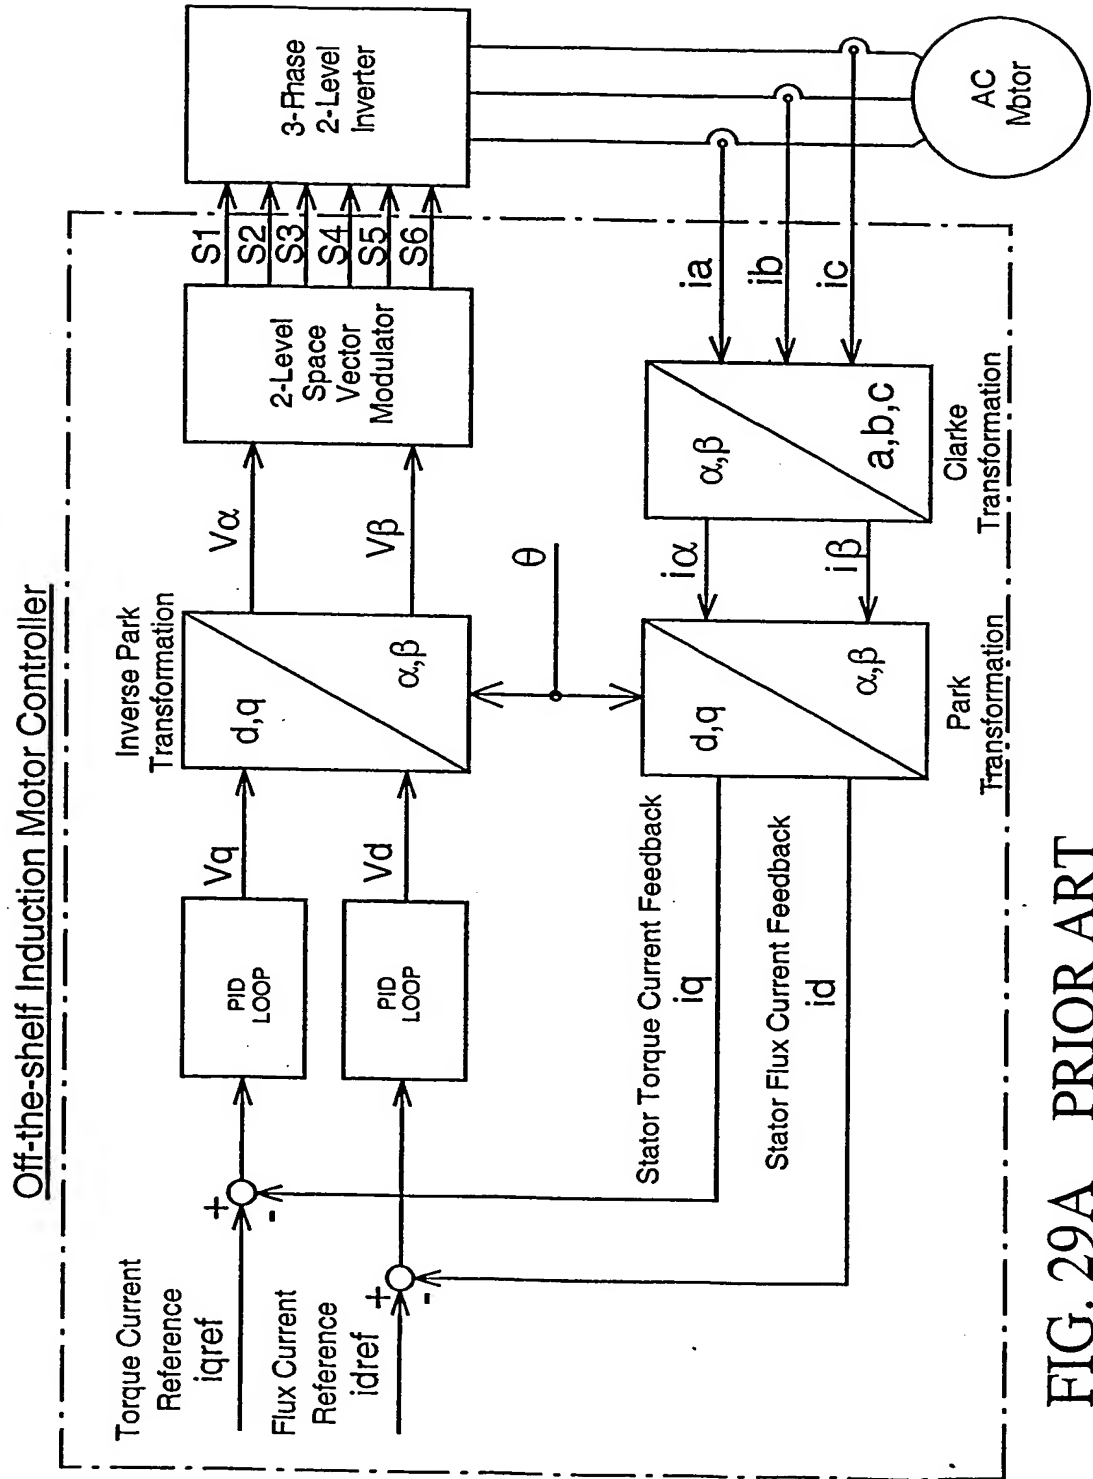 Off-the-shelf Induction Motor Controller
Torque Current
Reference
iqref
Flux Current
Reference
idref
+
-
+
-
PID
LOOP
PID
LOOP
Vq
Vd
Inverse Park
Transformation
d,q
α,β
Vα
Vβ
2-Level
Space
Vector
Modulator
S1
S2
S3
S4
S5
S6
3-Phase
2-Level
Inverter
θ
Stator Torque Current Feedback
iq
Stator Flux Current Feedback
id
d,q
α,β
Park
Transformation
iα
iβ
α,β
a,b,c
Clarke
Transformation
ia
ib
ic
AC
Motor
FIG. 29A PRIOR ART